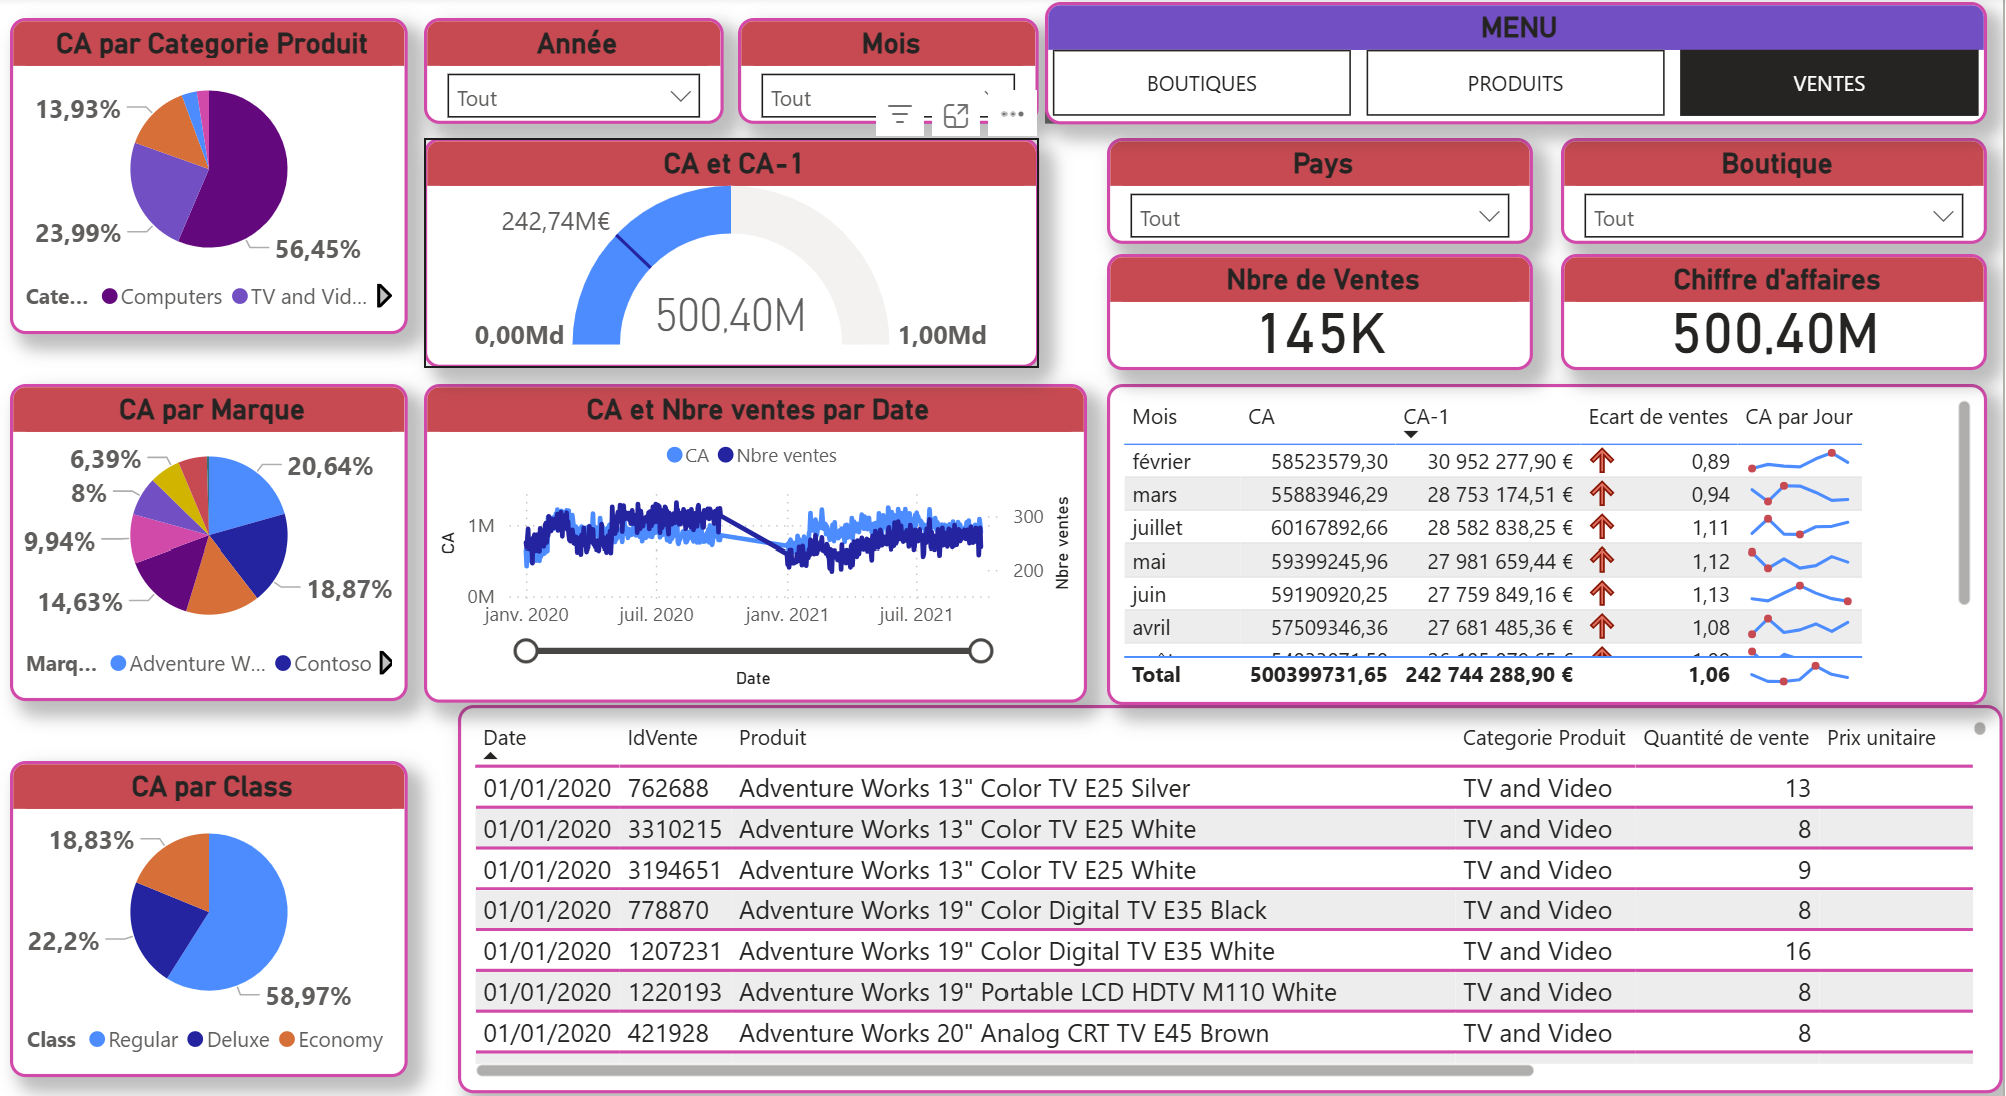 CA par Categorie Produit
13,93%
23,99%
56,45%
Cate... Computers TV and Vid...
Année
Tout
Mois
Tout
MENU
BOUTIQUES PRODUITS VENTES
CA et CA-1
242,74M€
500,40M
0,00Md
1,00Md
Pays
Tout
Boutique
Tout
Nbre de Ventes
145K
Chiffre d'affaires
500,40M
CA par Marque
6,39%
20,64%
8%
9,94%
18,87%
14,63%
Marq... Adventure W... Contoso
CA et Nbre ventes par Date
CA Nbre ventes
CA
1M
0M
300
200
Nbre ventes
janv. 2020 juil. 2020 janv. 2021 juil. 2021
Date
Mois CA CA-1 Ecart de ventes CA par Jour
février 58523579,30 30 952 277,90 € 0,89
mars 55883946,29 28 753 174,51 € 0,94
juillet 60167892,66 28 582 838,25 € 1,11
mai 59399245,96 27 981 659,44 € 1,12
juin 59190920,25 27 759 849,16 € 1,13
avril 57509346,36 27 681 485,36 € 1,08
Total 500399731,65 242 744 288,90 € 1,06
CA par Class
18,83%
22,2%
58,97%
Class Regular Deluxe Economy
Date IdVente Produit Categorie Produit Quantité de vente Prix unitaire
01/01/2020 762688 Adventure Works 13" Color TV E25 Silver TV and Video 13
01/01/2020 3310215 Adventure Works 13" Color TV E25 White TV and Video 8
01/01/2020 3194651 Adventure Works 13" Color TV E25 White TV and Video 9
01/01/2020 778870 Adventure Works 19" Color Digital TV E35 Black TV and Video 8
01/01/2020 1207231 Adventure Works 19" Color Digital TV E35 White TV and Video 16
01/01/2020 1220193 Adventure Works 19" Portable LCD HDTV M110 White TV and Video 8
01/01/2020 421928 Adventure Works 20" Analog CRT TV E45 Brown TV and Video 8